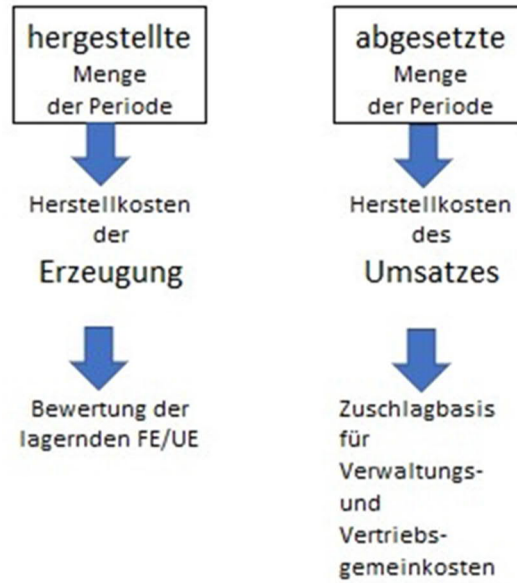 hergestellte
Menge
der Periode
Herstellkosten
der
Erzeugung
Bewertung der
lagernden FE/UE
abgesetzte
Menge
der Periode
Herstellkosten
des
Umsatzes
Zuschlagbasis
für
Verwaltungs-
und
Vertriebs-
gemeinkosten